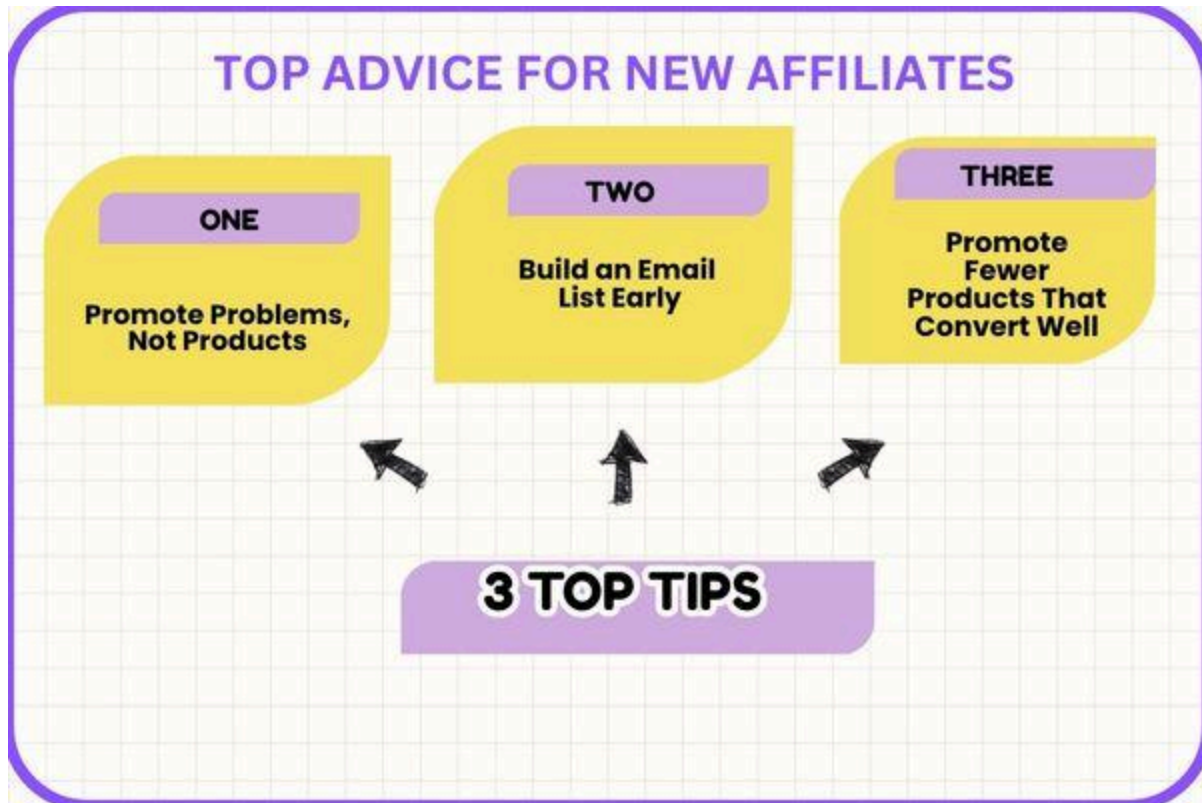 TOP ADVICE FOR NEW AFFILIATES
ONE
Promote Problems,
Not Products
TWO
Build an Email
List Early
THREE
Promote
Fewer
Products That
Convert Well
3 TOP TIPS